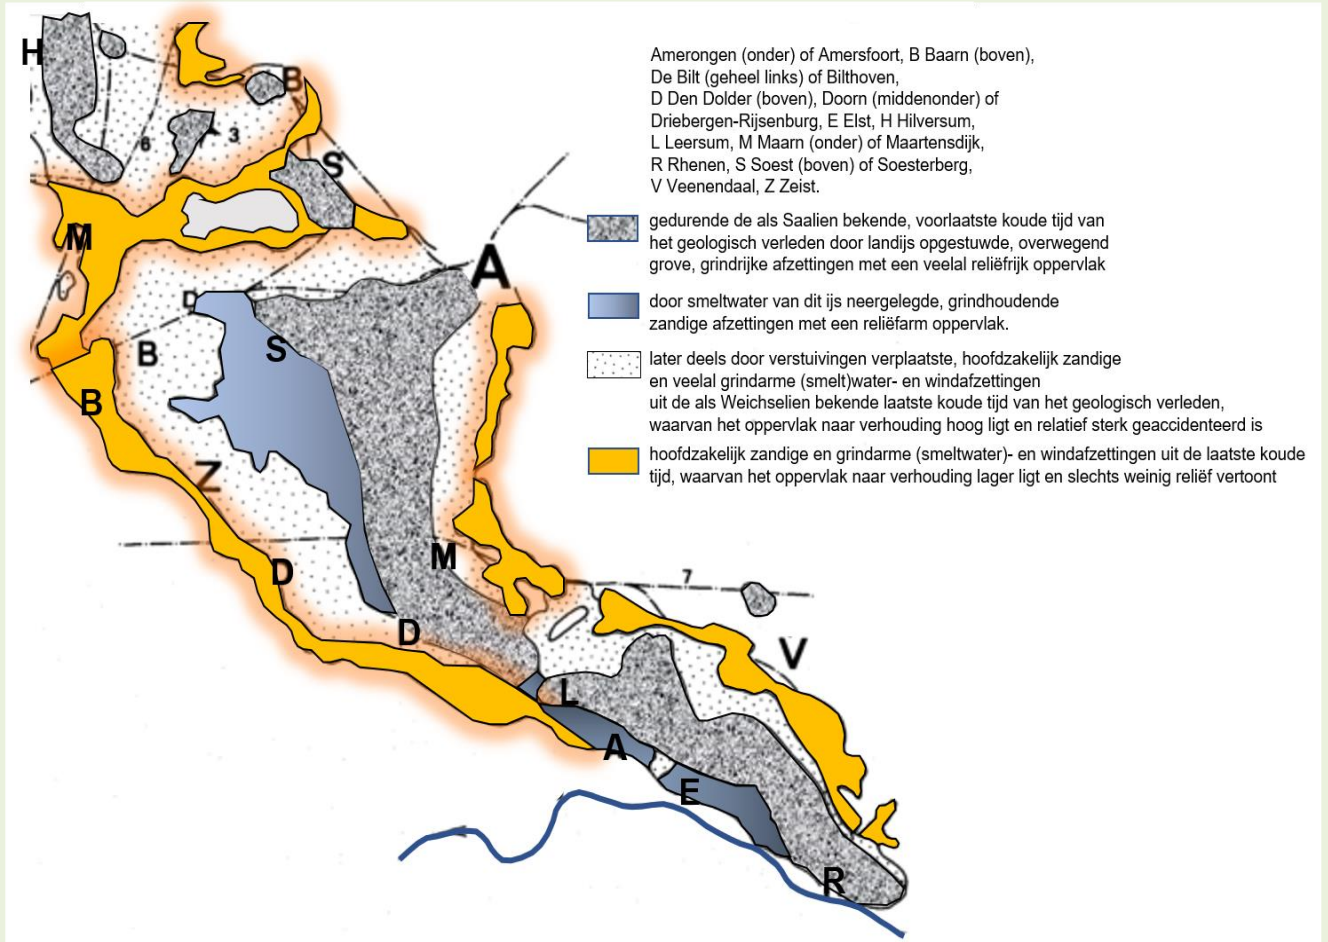 H
B
6
3
S
M
A
D
B
S
B
Z
D
M
D
7
V
L
A
E
R
Amerongen (onder) of Amersfoort, B Baarn (boven),
De Bilt (geheel links) of Bilthoven,
D Den Dolder (boven), Doorn (middenonder) of
Driebergen-Rijsenburg, E Elst, H Hilversum,
L Leersum, M Maarn (onder) of Maartensdijk,
R Rhenen, S Soest (boven) of Soesterberg,
V Veenendaal, Z Zeist.
gedurende de als Saalien bekende, voorlaatste koude tijd van
het geologisch verleden door landijs opgestuwde, overwegend
grove, grindrijke afzettingen met een veelal reliëfrijk oppervlak
door smeltwater van dit ijs neergelegde, grindhoudende
zandige afzettingen met een reliëfarm oppervlak.
later deels door verstuivingen verplaatste, hoofdzakelijk zandige
en veelal grindarme (smelt)water- en windafzettingen
uit de als Weichselien bekende laatste koude tijd van het geologisch verleden,
waarvan het oppervlak naar verhouding hoog ligt en relatief sterk geaccidenteerd is
hoofdzakelijk zandige en grindarme (smeltwater)- en windafzettingen uit de laatste koude
tijd, waarvan het oppervlak naar verhouding lager ligt en slechts weinig reliëf vertoont